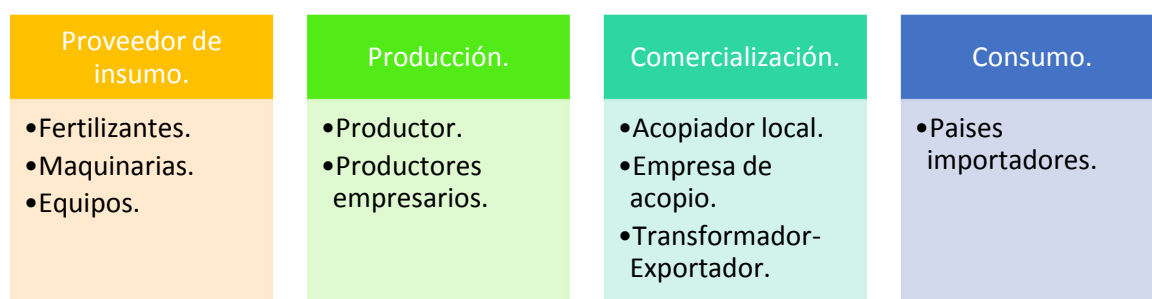 Proveedor de
insumo.
•Fertilizantes.
•Maquinarias.
•Equipos.
Producción.
•Productor.
•Productores
empresarios.
Comercialización.
•Acopiador local.
•Empresa de
acopio.
•Transformador-
Exportador.
Consumo.
•Paises
importadores.